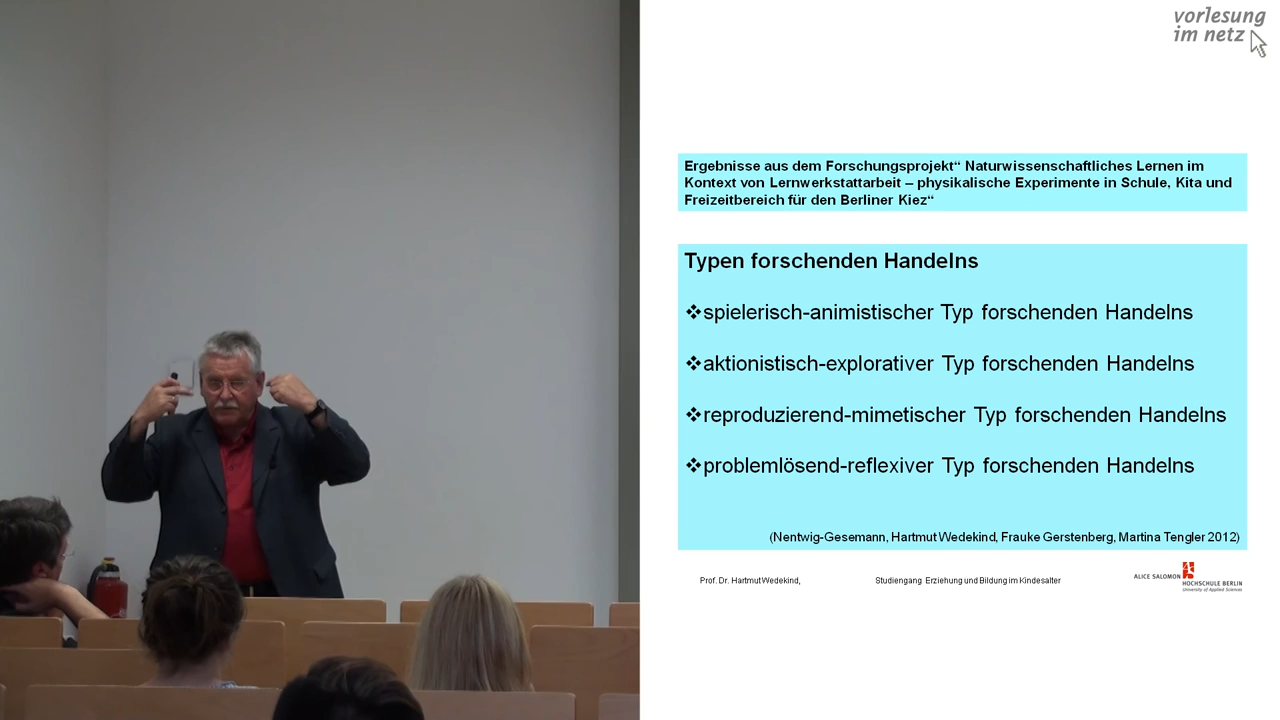 vorlesung
im netz
Ergebnisse aus dem Forschungsprojekt“ Naturwissenschaftliches Lernen im
Kontext von Lernwerkstattarbeit – physikalische Experimente in Schule, Kita und
Freizeitbereich für den Berliner Kiez“
Typen forschenden Handelns
❖spielerisch-animistischer Typ forschenden Handelns
❖aktionistisch-explorativer Typ forschenden Handelns
❖reproduzierend-mimetischer Typ forschenden Handelns
❖problemlösend-reflexiver Typ forschenden Handelns
(Nentwig-Gesemann, Hartmut Wedekind, Frauke Gerstenberg, Martina Tengler 2012)
Prof. Dr. Hartmut Wedekind, Studiengang Erziehung und Bildung im Kindesalter
ALICE SALOMON
HOCHSCHULE BERLIN
University of Applied Sciences